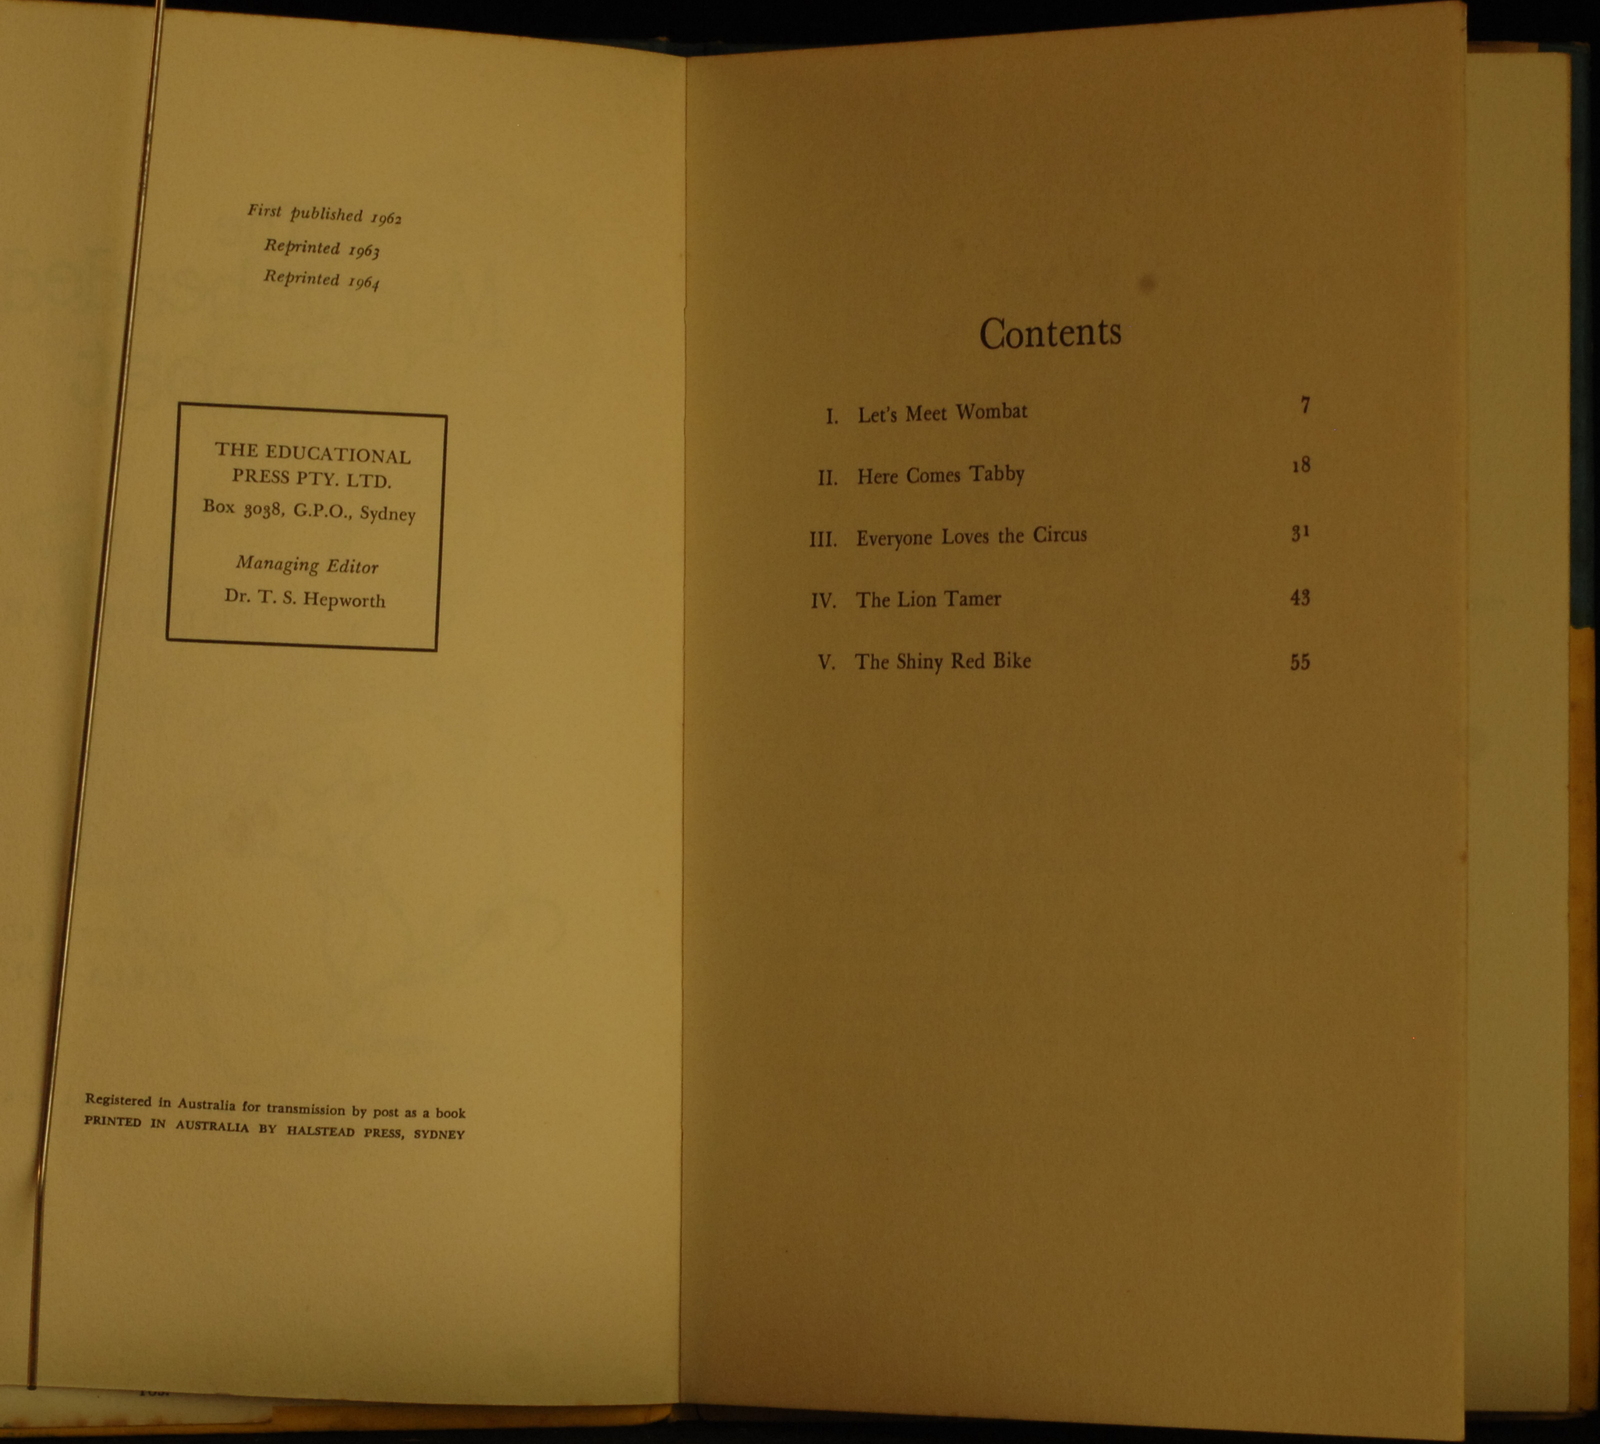 First published 1962
Reprinted 1963
Reprinted 1964
THE EDUCATIONAL
PRESS PTY. LTD.
Box 3038, G.P.O., Sydney
Managing Editor
Dr. T. S. Hepworth
Registered in Australia for transmission by post as a book
PRINTED IN AUSTRALIA BY HALSTEAD PRESS, SYDNEY
Contents
I. Let's Meet Wombat 7
II. Here Comes Tabby 18
III. Everyone Loves the Circus 31
IV. The Lion Tamer 43
V. The Shiny Red Bike 55